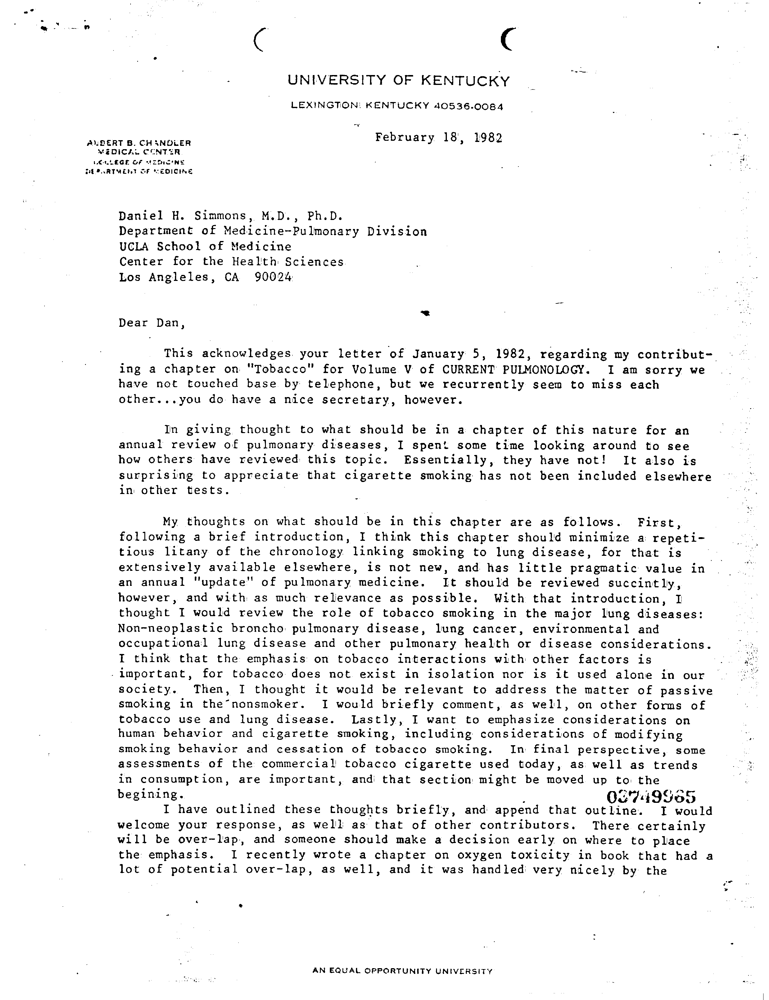 UNIVERSITY OF KENTUCKY
LEXINGTON, KENTUCKY 40536-0084
February 18, 1982
ALBERT B. CHANDLER
MEDICAL CENTER
COLLEGE OF MEDICINE
DEPARTMENT OF MEDICINE
Daniel H. Simmons, M.D., Ph.D.
Department of Medicine-Pulmonary Division
UCLA School of Medicine
Center for the Health Sciences
Los Angleles, CA 90024
Dear Dan,
This acknowledges your letter of January 5, 1982, regarding my contribut-
ing a chapter on "Tobacco" for Volume V of CURRENT PULMONOLOGY. I am sorry we
have not touched base by telephone, but we recurrently seem to miss each
other...you do have a nice secretary, however.
In giving thought to what should be in a chapter of this nature for an
annual review of pulmonary diseases, I spent some time looking around to see
how others have reviewed this topic. Essentially, they have not! It also is
surprising to appreciate that cigarette smoking has not been included elsewhere
in other tests.
My thoughts on what should be in this chapter are as follows. First,
following a brief introduction, I think this chapter should minimize a repeti-
tious litany of the chronology linking smoking to lung disease, for that is
extensively available elsewhere, is not new, and has little pragmatic value in
an annual "update" of pulmonary medicine. It should be reviewed succintly,
however, and with as much relevance as possible. With that introduction, I
thought I would review the role of tobacco smoking in the major lung diseases:
Non-neoplastic broncho pulmonary disease, lung cancer, environmental and
occupational lung disease and other pulmonary health or disease considerations.
I think that the emphasis on tobacco interactions with other factors is
important, for tobacco does not exist in isolation nor is it used alone in our
society. Then, I thought it would be relevant to address the matter of passive
smoking in the nonsmoker. I would briefly comment, as well, on other forms of
tobacco use and lung disease. Lastly, I want to emphasize considerations on
human behavior and cigarette smoking, including considerations of modifying
smoking behavior and cessation of tobacco smoking. In final perspective, some
assessments of the commercial tobacco cigarette used today, as well as trends
in consumption, are important, and that section might be moved up to the
begining.
03749965
I have outlined these thoughts briefly, and append that outline. I would
welcome your response, as well as that of other contributors. There certainly
will be over-lap, and someone should make a decision early on where to place
the emphasis. I recently wrote a chapter on oxygen toxicity in book that had a
lot of potential over-lap, as well, and it was handled very nicely by the
AN EQUAL OPPORTUNITY UNIVERSITY